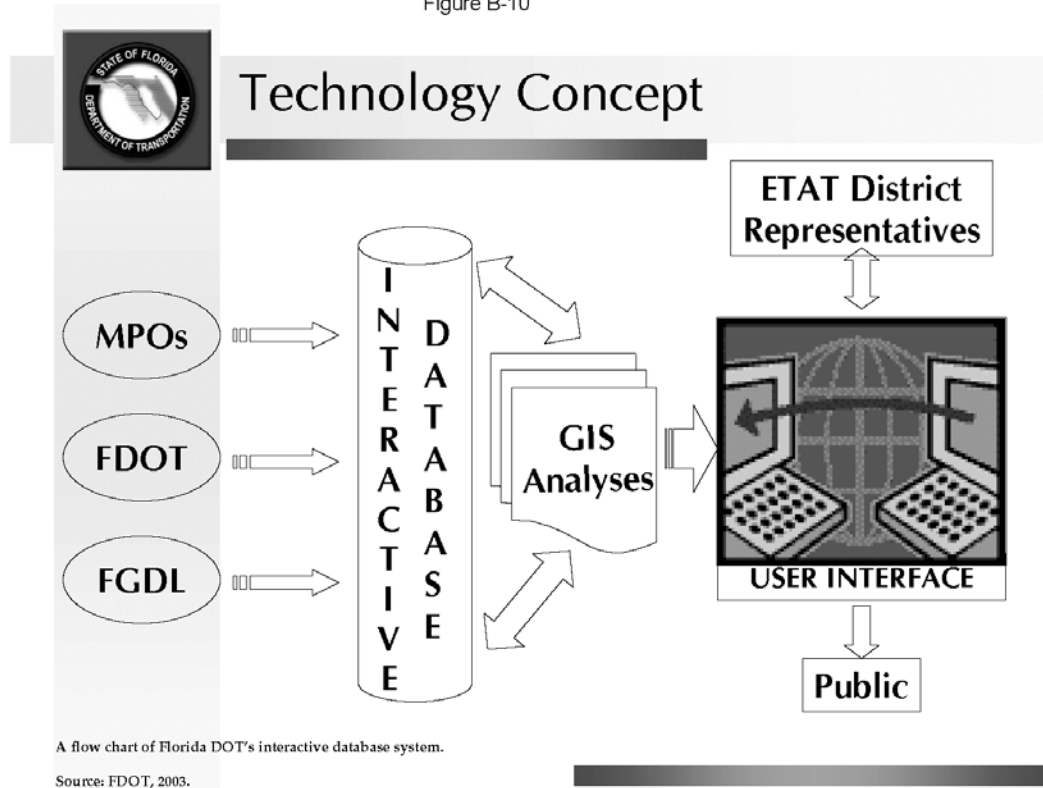 Figure B-10
STATE OF FLORIDA
DEPARTMENT OF TRANSPORTATION
Technology Concept
ETAT District
Representatives
MPOs
FDOT
FGDL
INTERACTIVE
DATABASE
GIS
Analyses
USER INTERFACE
Public
A flow chart of Florida DOT's interactive database system.
Source: FDOT, 2003.